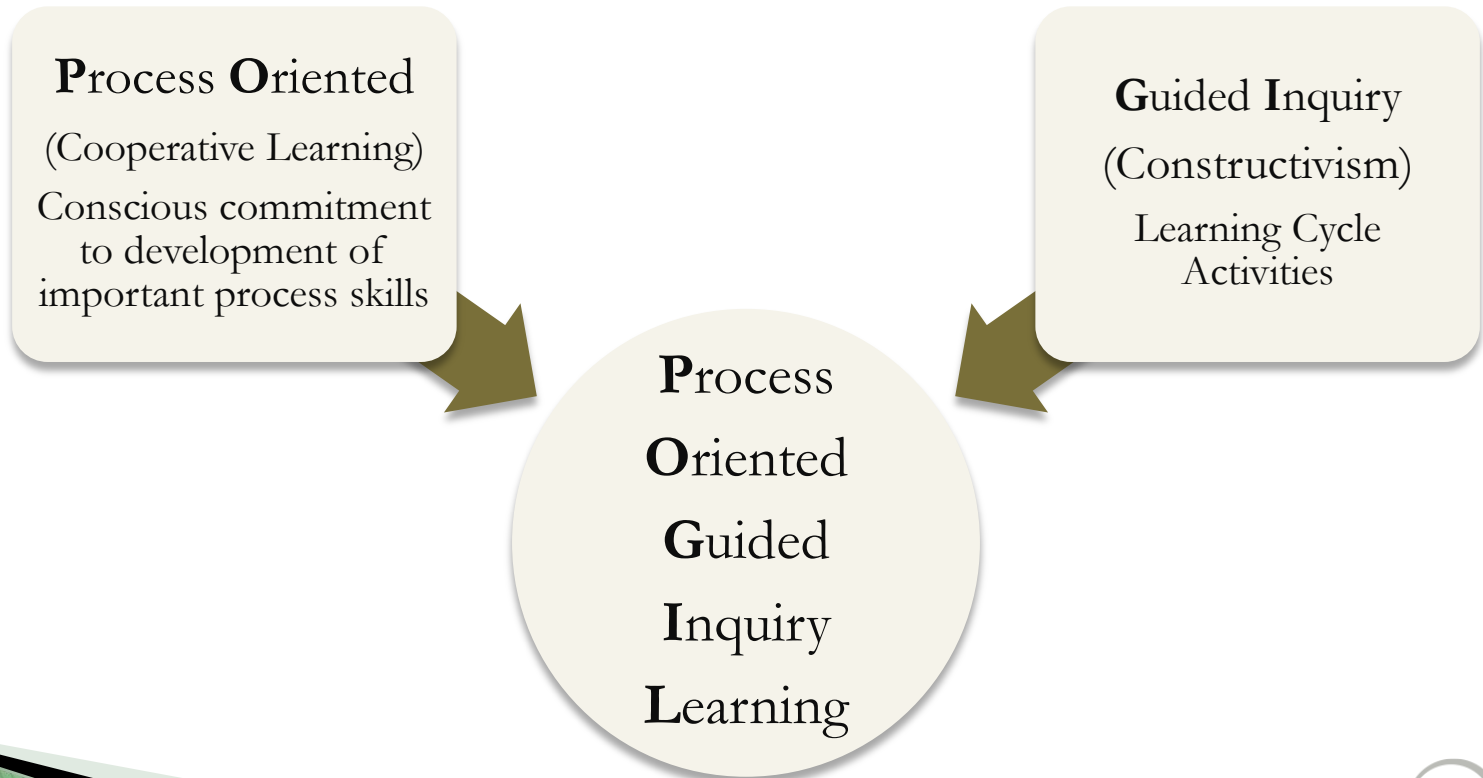 Process Oriented
(Cooperative Learning)
Conscious commitment
to development of
important process skills
Guided Inquiry
(Constructivism)
Learning Cycle
Activities
Process
Oriented
Guided
Inquiry
Learning